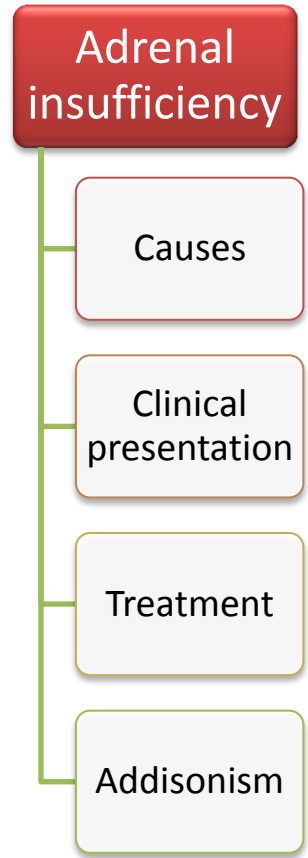 Adrenal
insufficiency
Causes
Clinical
presentation
Treatment
Addisonism